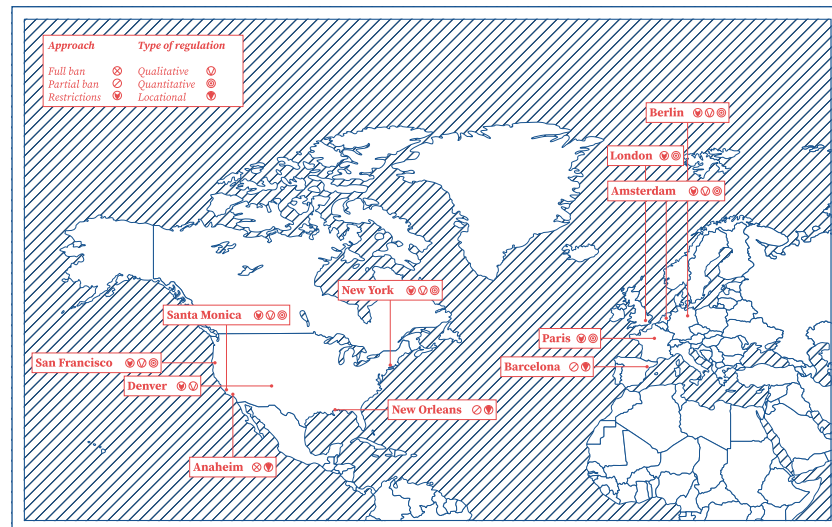 Approach Type of regulation
Full ban Qualitative
Partial ban Quantitative
Restrictions Locational
Berlin
London
Amsterdam
New York
Santa Monica
Paris
San Francisco
Barcelona
Denver
New Orleans
Anaheim